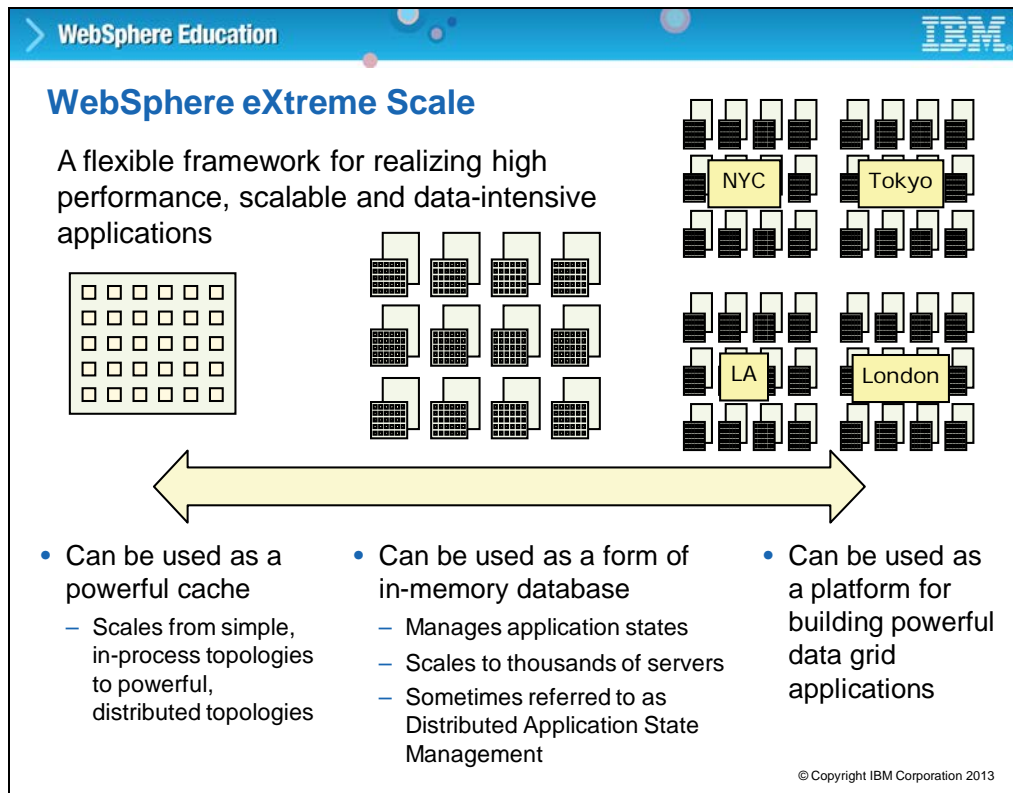 WebSphere Education
IBM
WebSphere eXtreme Scale
A flexible framework for realizing high
performance, scalable and data-intensive
applications
NYC
Tokyo
LA
London
• Can be used as a
powerful cache
– Scales from simple,
in-process topologies
to powerful,
distributed topologies
• Can be used as a form of
in-memory database
– Manages application states
– Scales to thousands of servers
– Sometimes referred to as
Distributed Application State
Management
• Can be used as
a platform for
building powerful
data grid
applications
© Copyright IBM Corporation 2013